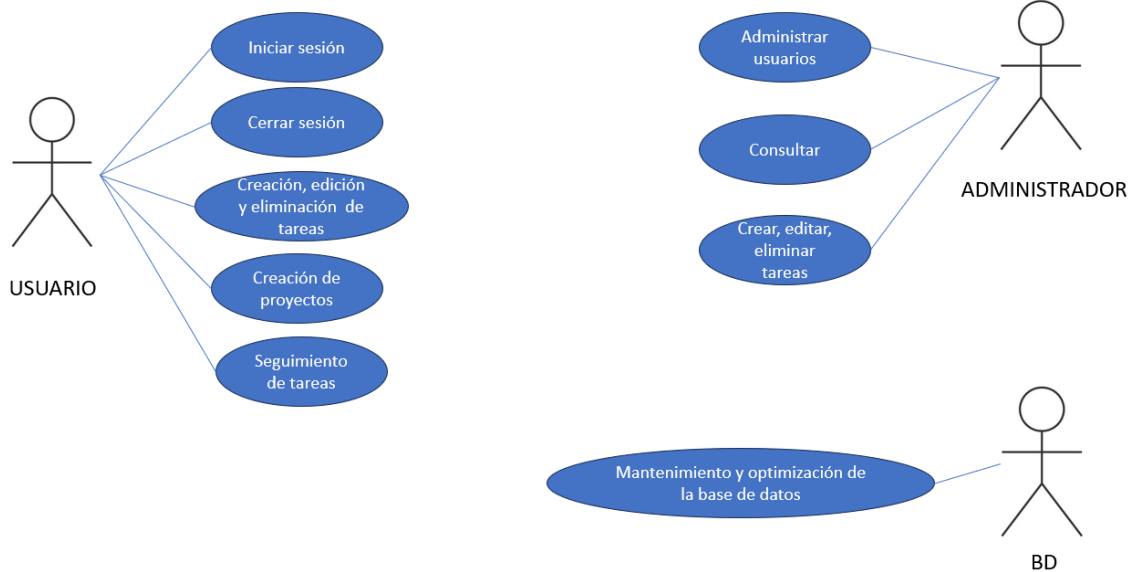 Iniciar sesión
Cerrar sesión
Creación, edición
y eliminación de
tareas
Creación de
proyectos
Seguimiento
de tareas
USUARIO
Administrar
usuarios
Consultar
Crear, editar,
eliminar
tareas
ADMINISTRADOR
Mantenimiento y optimización de
la base de datos
BD